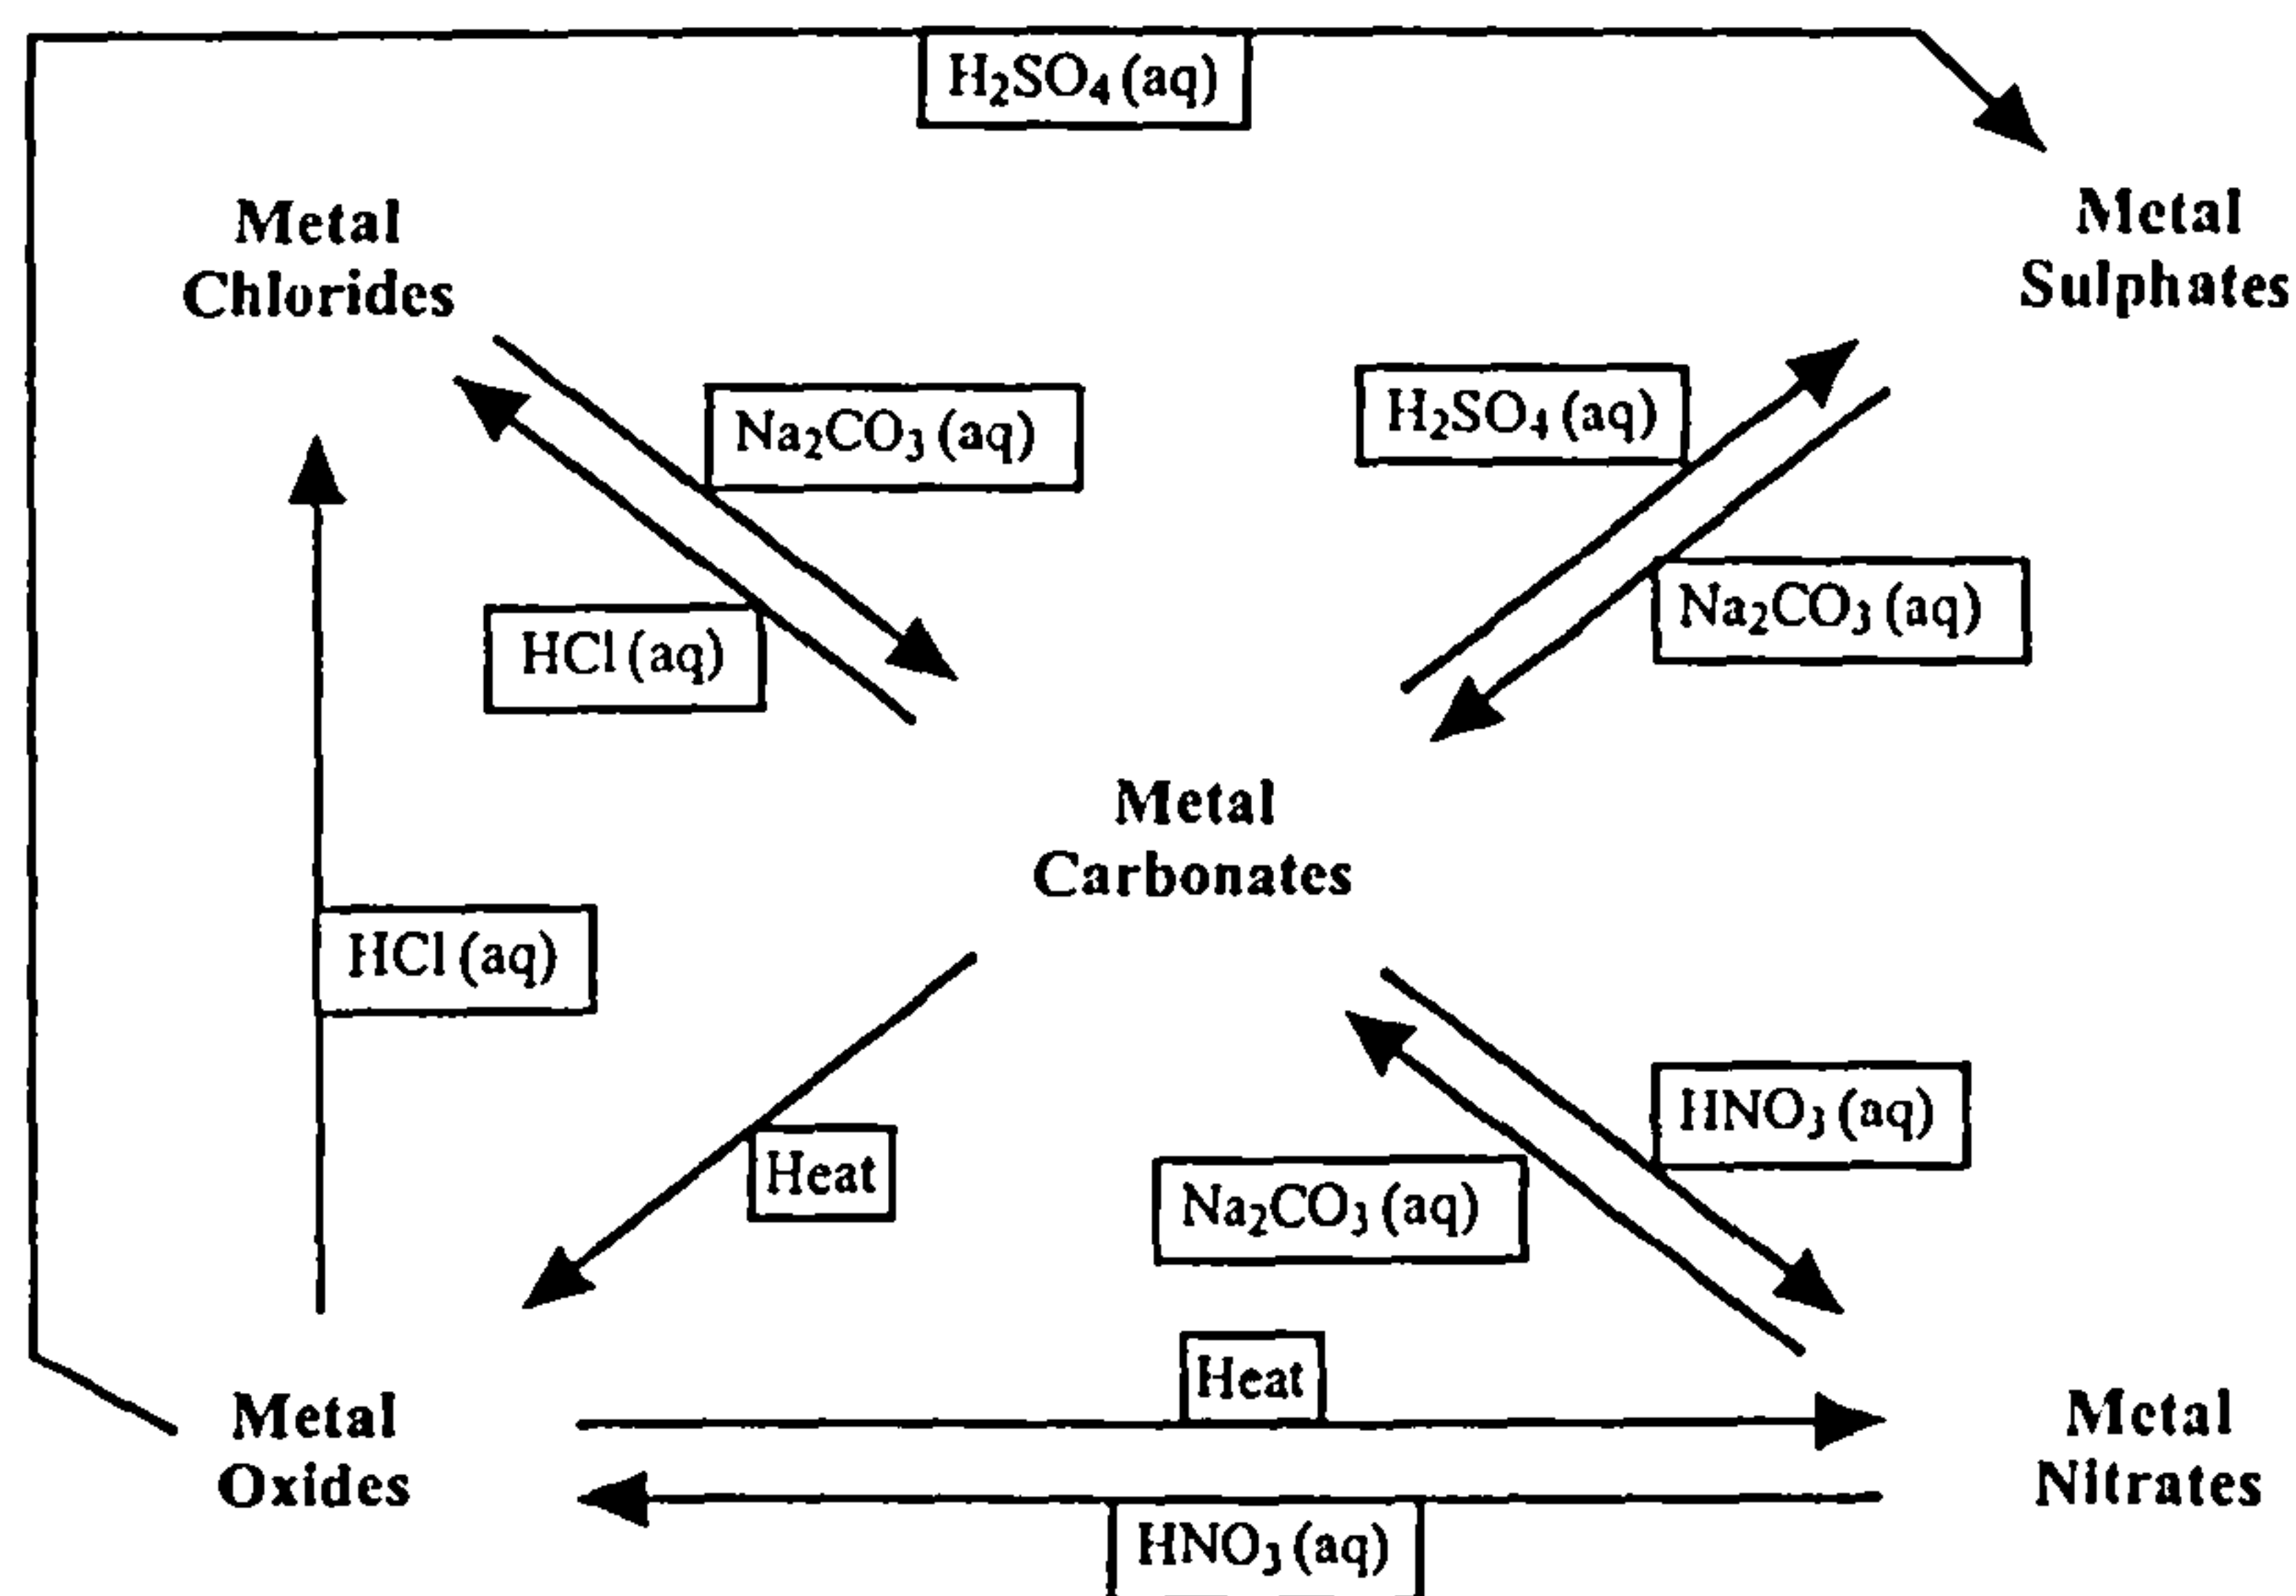 H₂SO₄ (aq)
Metal
Chlorides
Metal
Sulphates
Na₂CO₃ (aq)
H₂SO₄ (aq)
HCl (aq)
Na₂CO₃ (aq)
Metal
Carbonates
HCl (aq)
Heat
HNO₃ (aq)
Na₂CO₃ (aq)
Heat
Metal
Oxides
Metal
Nitrates
HNO₃ (aq)